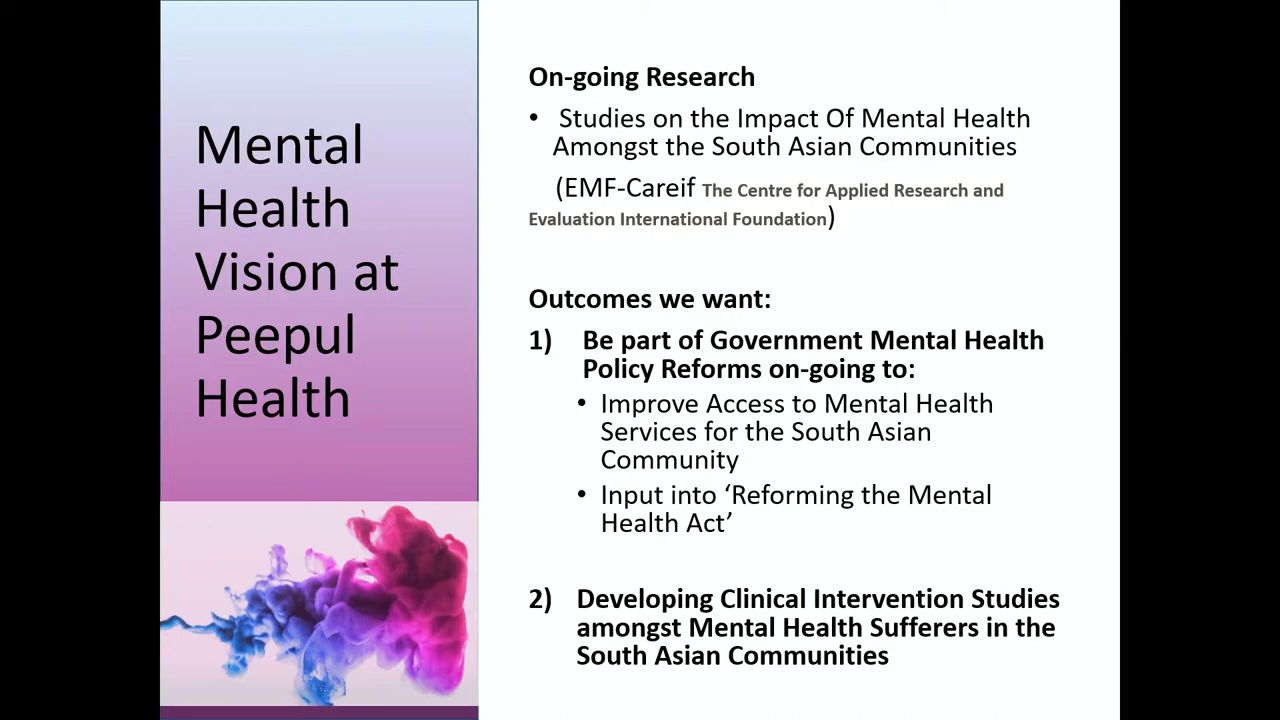 Mental
Health
Vision at
Peepul
Health
On-going Research
• Studies on the Impact Of Mental Health
Amongst the South Asian Communities
(EMF-Careif The Centre for Applied Research and
Evaluation International Foundation)
Outcomes we want:
1) Be part of Government Mental Health
Policy Reforms on-going to:
• Improve Access to Mental Health
Services for the South Asian
Community
• Input into ‘Reforming the Mental
Health Act’
2) Developing Clinical Intervention Studies
amongst Mental Health Sufferers in the
South Asian Communities